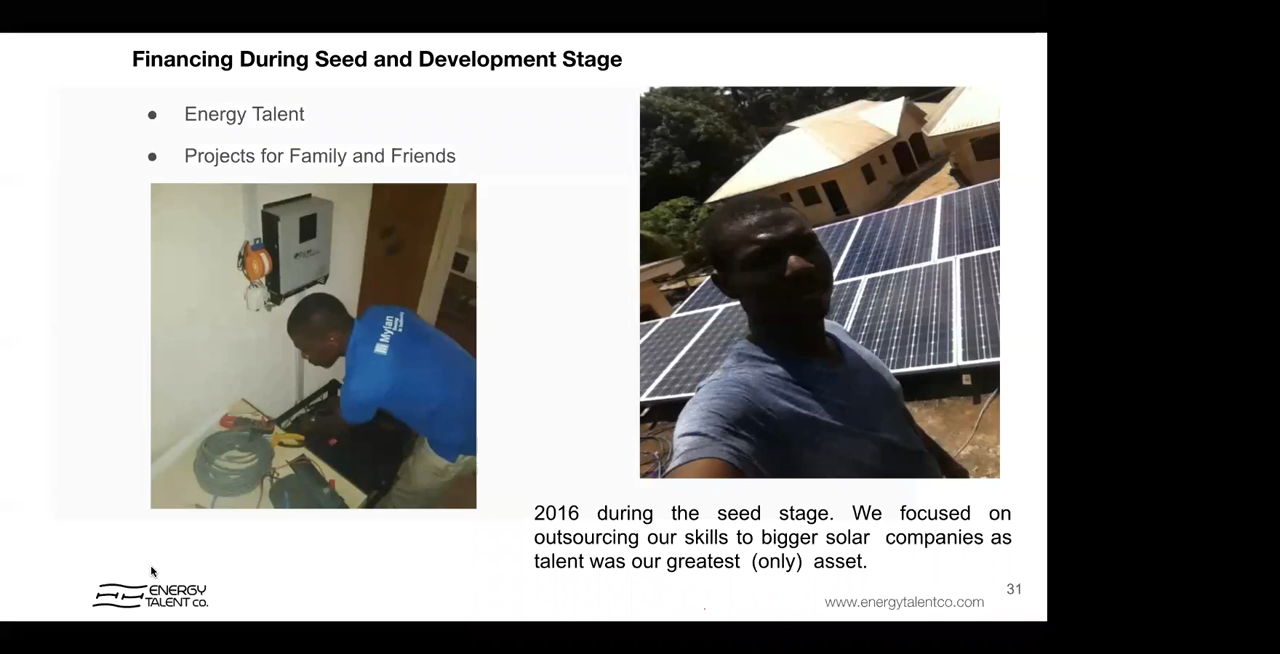 Financing During Seed and Development Stage
● Energy Talent
● Projects for Family and Friends
Mylan
2016 during the seed stage. We focused on
outsourcing our skills to bigger solar companies as
talent was our greatest (only) asset.
ENERGY
TALENT CO.
www.energytalentco.com
31